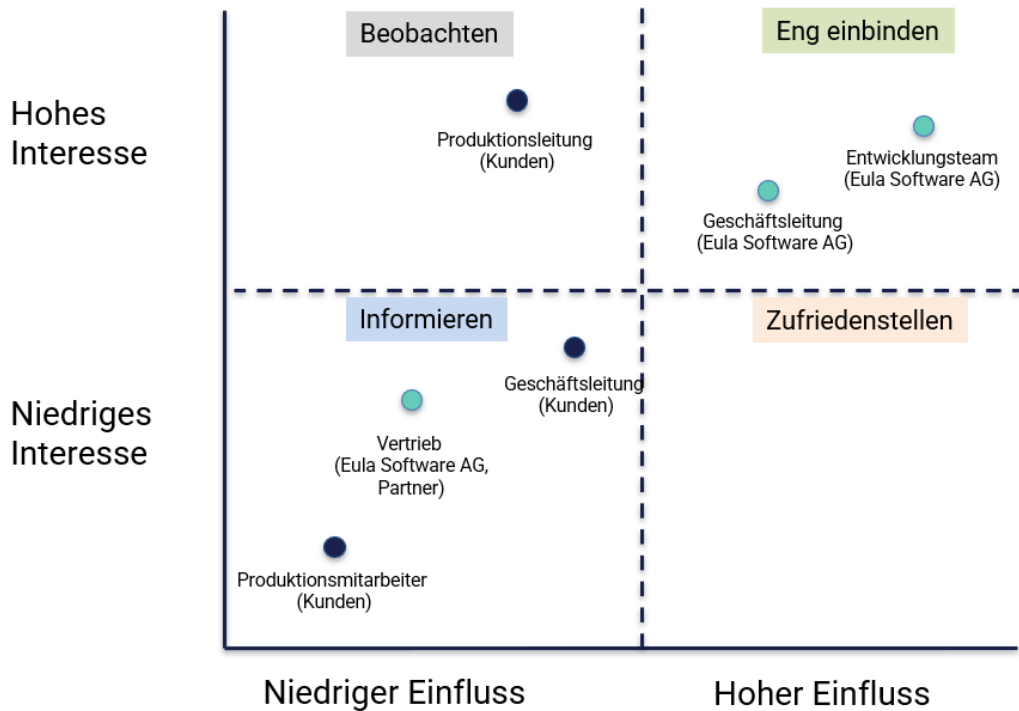 Beobachten
Eng einbinden
Hohes
Interesse
Produktionsleitung
(Kunden)
Entwicklungsteam
(Eula Software AG)
Geschäftsleitung
(Eula Software AG)
Informieren
Zufriedenstellen
Niedriges
Interesse
Geschäftsleitung
(Kunden)
Vertrieb
(Eula Software AG,
Partner)
Produktionsmitarbeiter
(Kunden)
Niedriger Einfluss
Hoher Einfluss